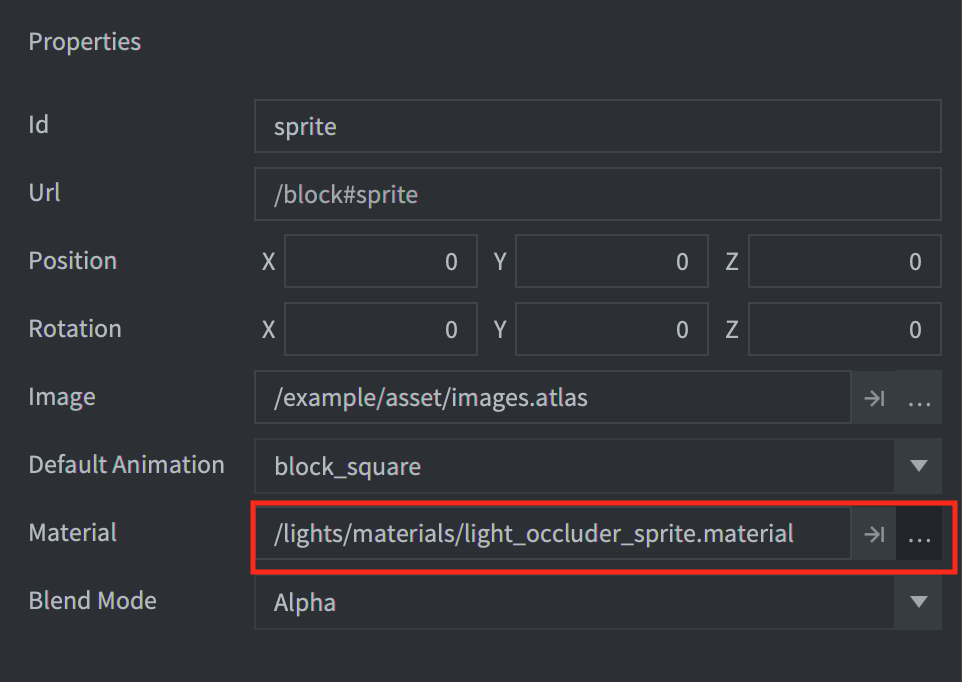 Properties
Id sprite
Url /block#sprite
Position X 0 Y 0 Z 0
Rotation X 0 Y 0 Z 0
Image /example/asset/images.atlas ...
Default Animation block_square
Material /lights/materials/light_occluder_sprite.material ...
Blend Mode Alpha